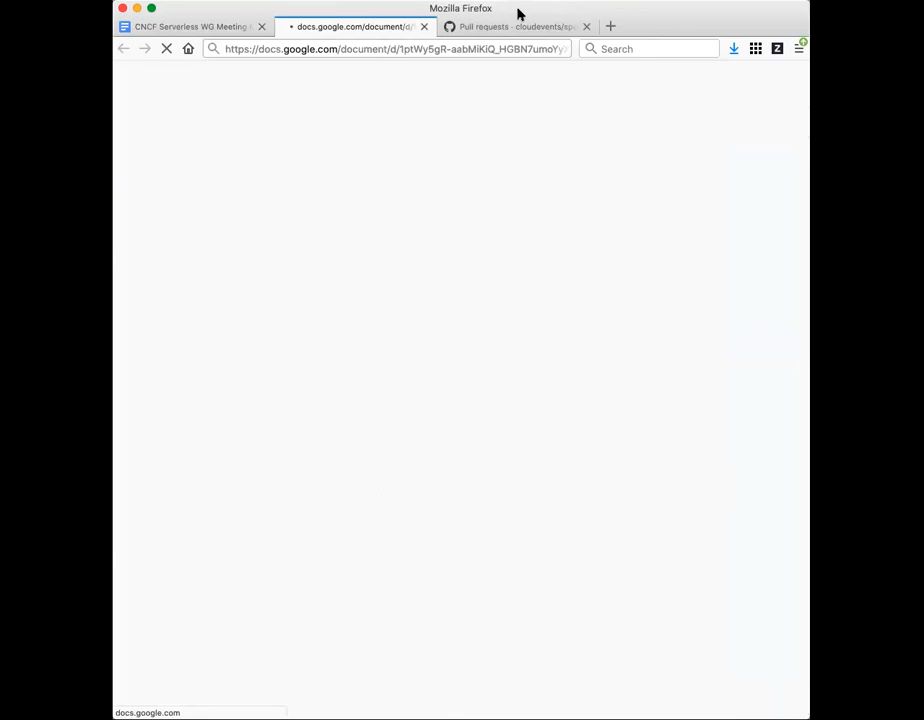 Mozilla Firefox
CNCF Serverless WG Meeting
docs.google.com/document/d/
Pull requests · cloudevents/sp
https://docs.google.com/document/d/1ptWy5gR-aabMiKiQ_HGBN7umoYy
Search
Z
docs.google.com